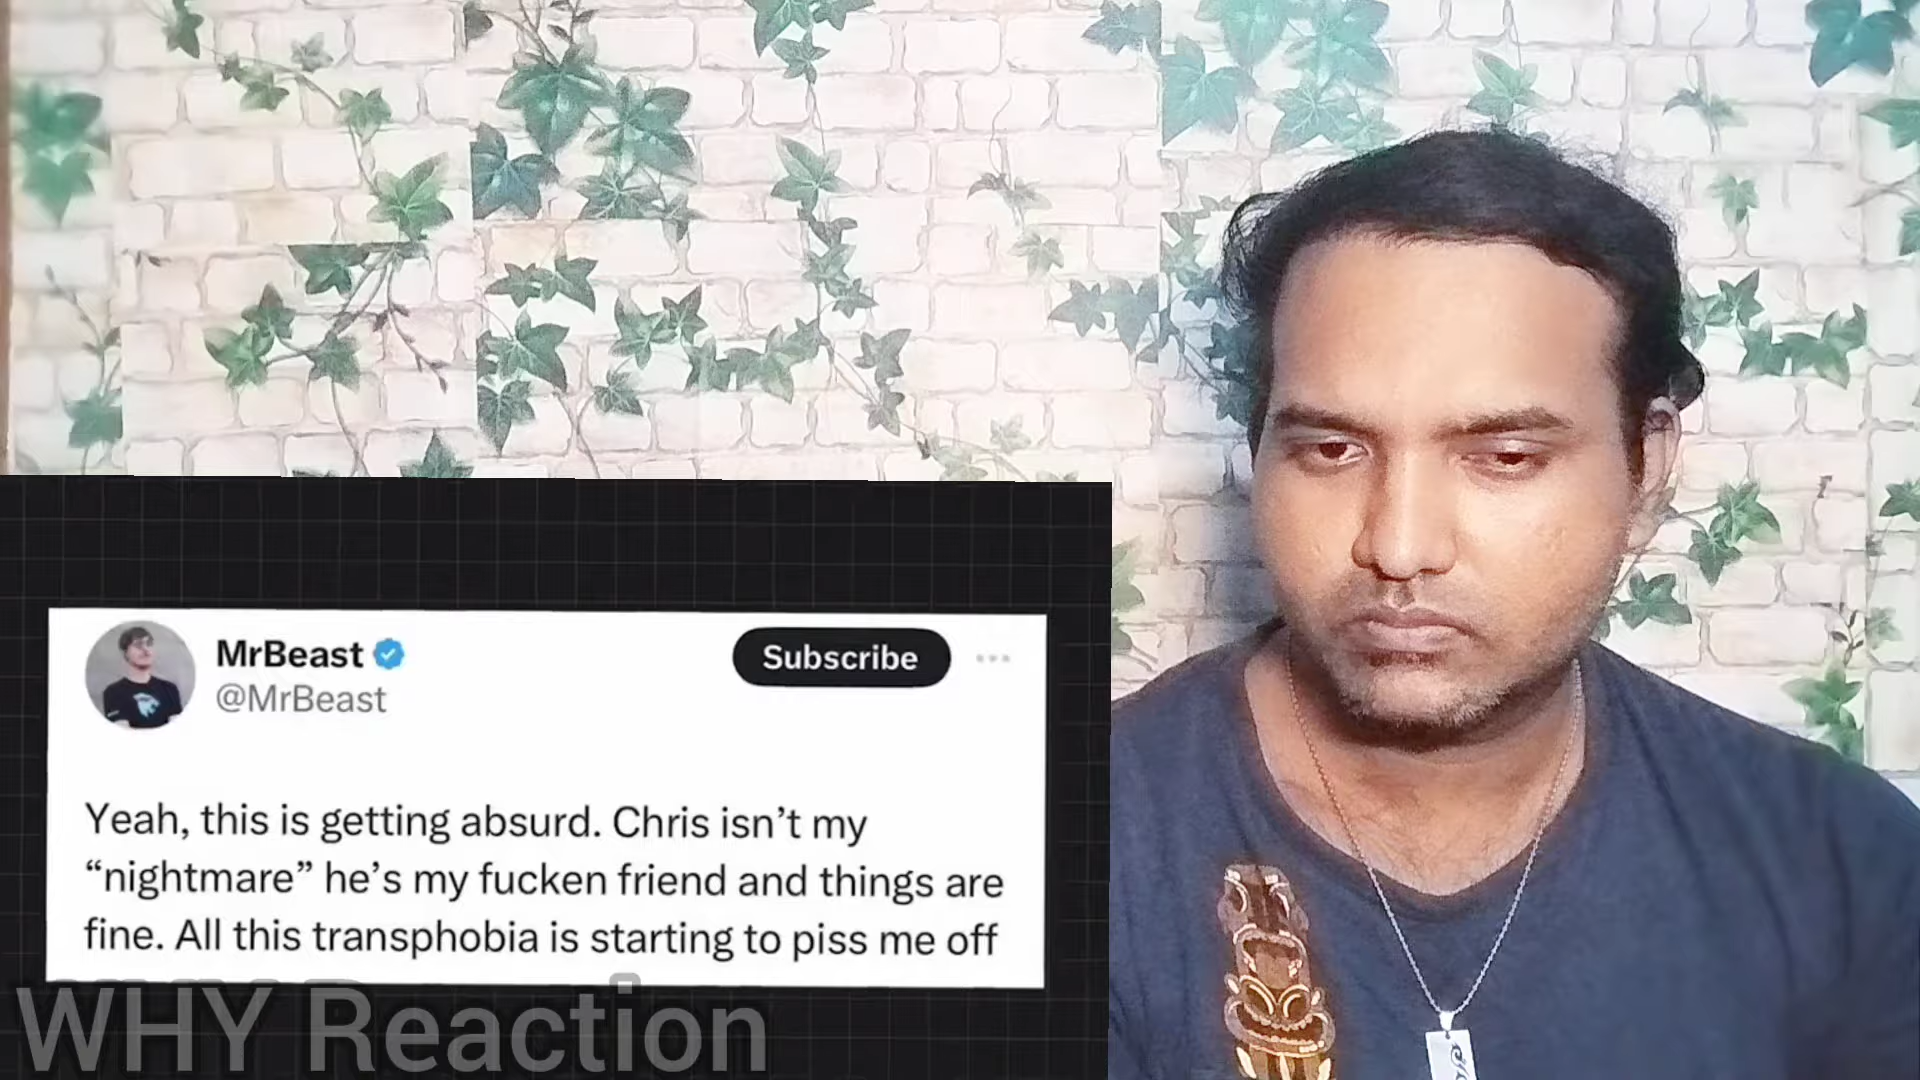 MrBeast
@MrBeast
Subscribe
Yeah, this is getting absurd. Chris isn’t my
“nightmare” he’s my fucken friend and things are
fine. All this transphobia is starting to piss me off
WHY Reaction